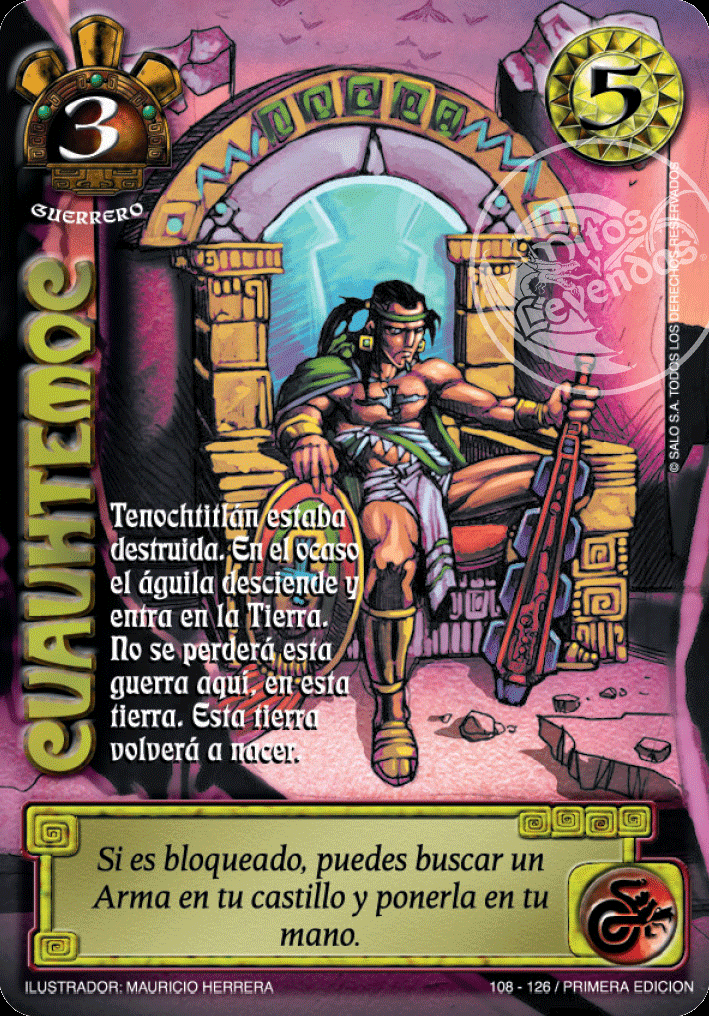 3
5
GUERRERO
CUAUHTEMOC
Mitos
y
Leyendas
© SALO S.A. TODOS LOS DERECHOS RESERVADOS
Tenochtitlán estaba
destruida. En el ocaso
el águila desciende y
entra en la Tierra.
No se perderá esta
guerra aquí, en esta
tierra. Esta tierra
volverá a nacer.
Si es bloqueado, puedes buscar un
Arma en tu castillo y ponerla en tu
mano.
ILUSTRADOR: MAURICIO HERRERA
108 - 126 / PRIMERA EDICION